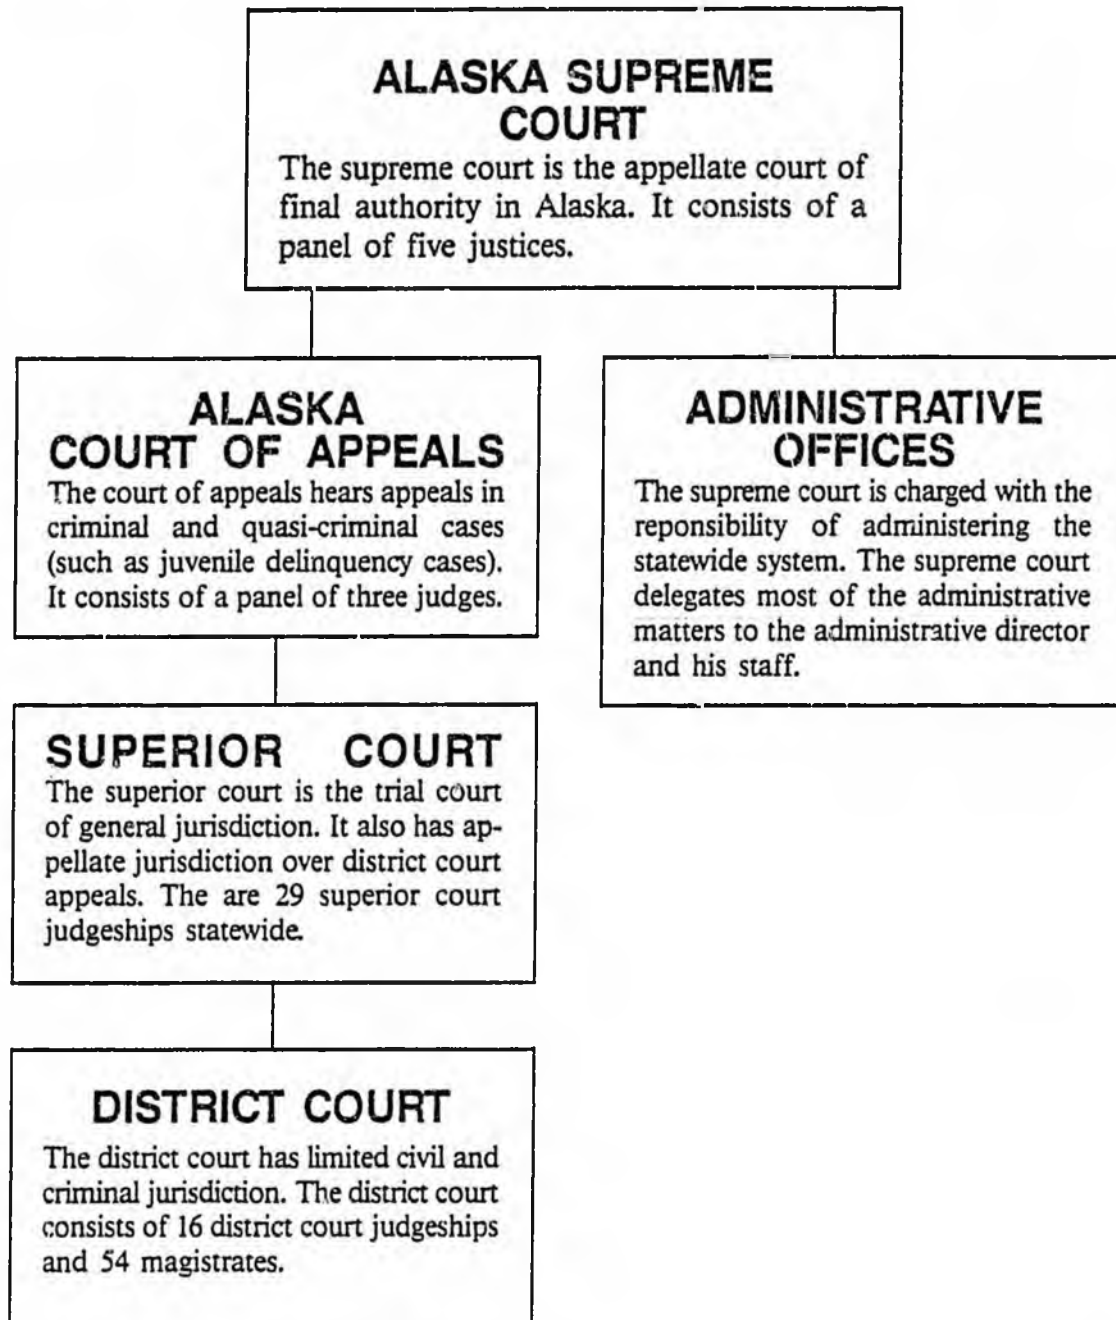 ALASKA SUPREME
COURT
The supreme court is the appellate court of
final authority in Alaska. It consists of a
panel of five justices.
ALASKA
COURT OF APPEALS
The court of appeals hears appeals in
criminal and quasi-criminal cases
(such as juvenile delinquency cases).
It consists of a panel of three judges.
ADMINISTRATIVE
OFFICES
The supreme court is charged with the
reponsibility of administering the
statewide system. The supreme court
delegates most of the administrative
matters to the administrative director
and his staff.
SUPERIOR COURT
The superior court is the trial court
of general jurisdiction. It also has ap-
pellate jurisdiction over district court
appeals. The are 29 superior court
judgeships statewide.
DISTRICT COURT
The district court has limited civil and
criminal jurisdiction. The district court
consists of 16 district court judgeships
and 54 magistrates.